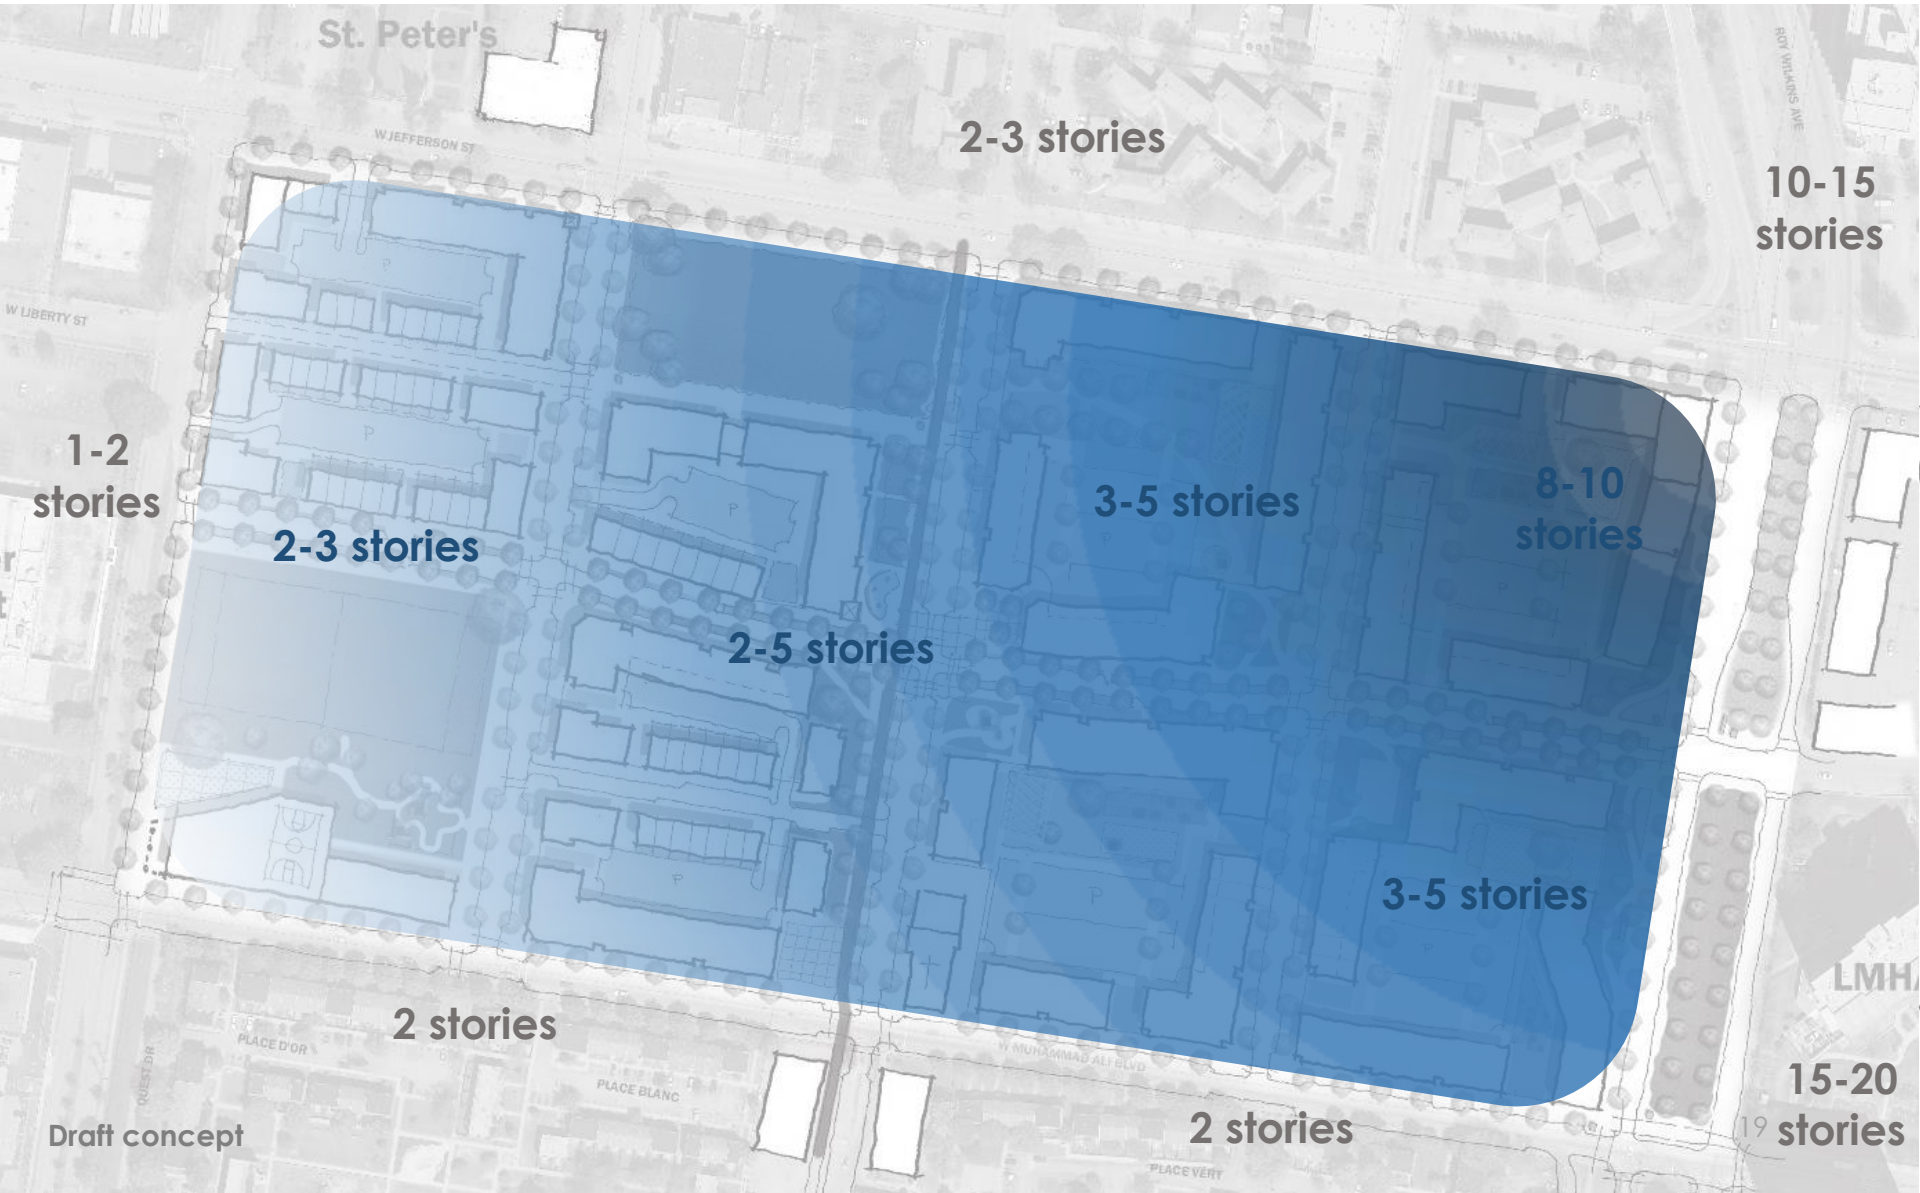 St. Peter's
ROY WILKINS AVE
W JEFFERSON ST
2-3 stories
10-15
stories
P
W LIBERTY ST
P
1-2
stories
3-5 stories
8-10
stories
P
2-3 stories
P
P
2-5 stories
P
P
3-5 stories
P
LMHA
2 stories
PLACE D'OR
W MUHAMMAD ALI BLVD
QUEST DR
PLACE BLANC
15-20
stories
Draft concept
2 stories
19
PLACE VERT